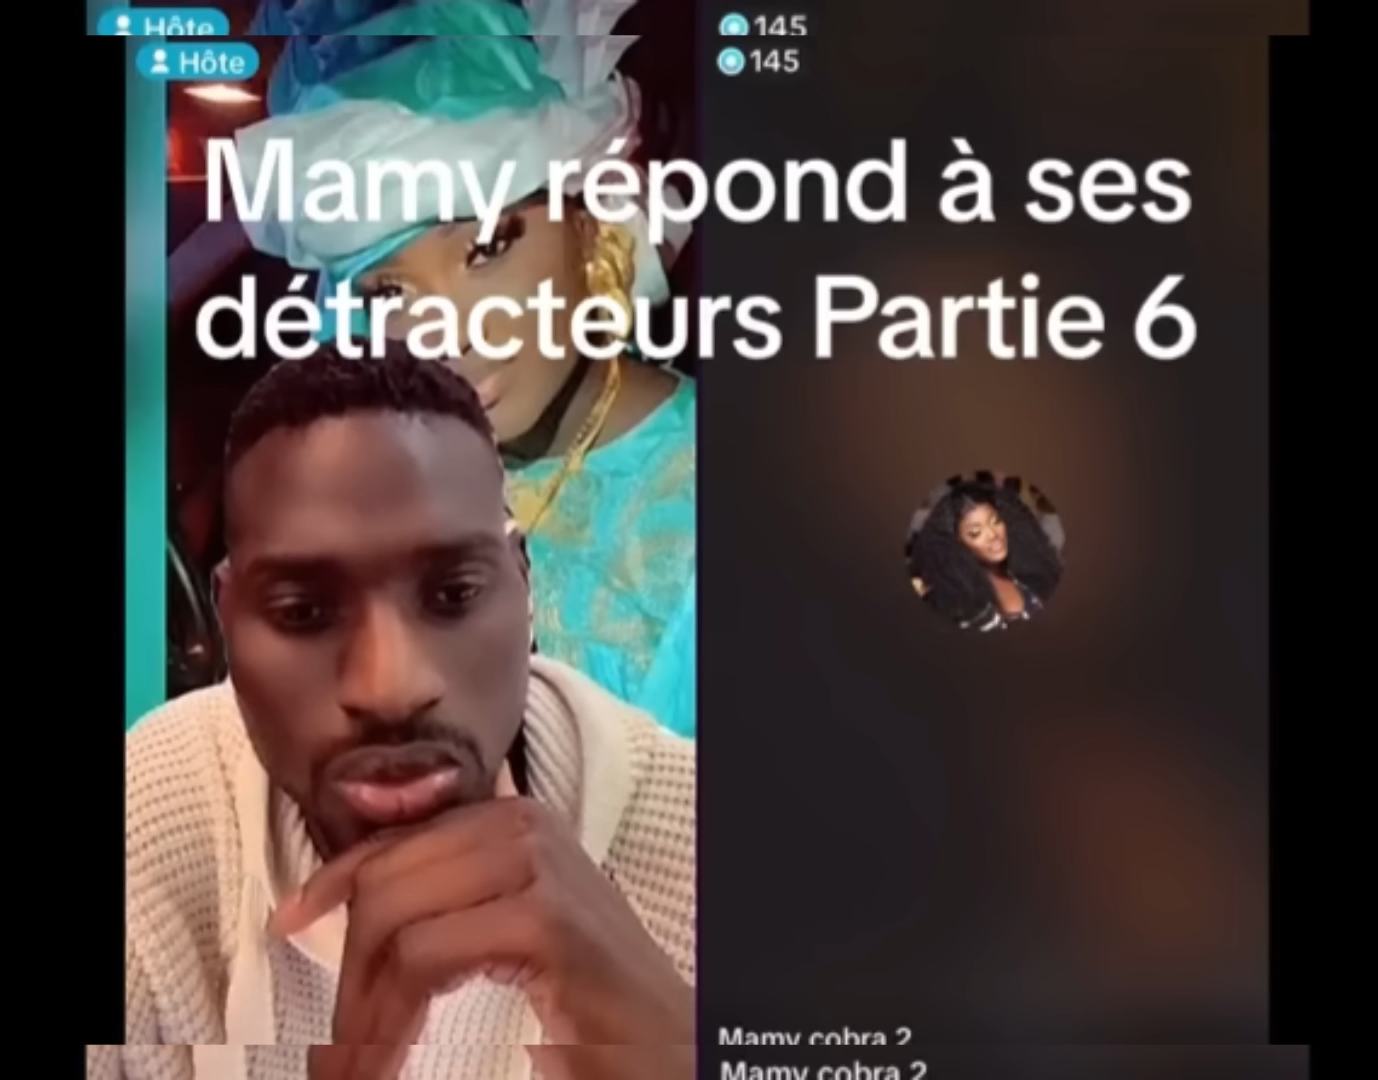 Hôte
145
Hôte
145
Mamy répond à ses
détracteurs Partie 6
Mamy cobra 2
Mamy cobra 2